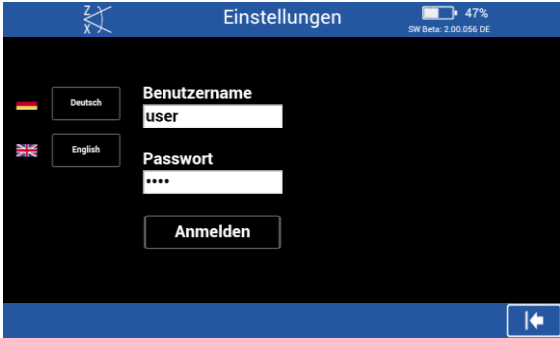 Z
X
Einstellungen
47%
SW Beta: 2.00.056 DE
Deutsch
English
Benutzername
user
Passwort
••••
Anmelden